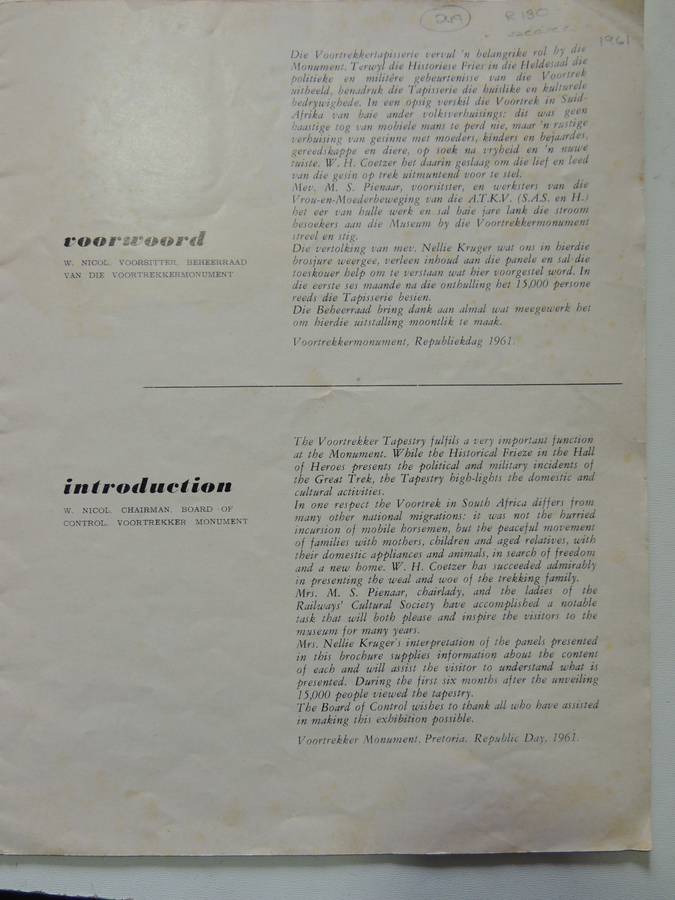 R 130
1961
Die Voortrekkertapisserie vervul 'n belangrike rol by die
Monument. Terwyl die Historiese Fries in die Heldesaal die
politieke en militêre gebeurtenisse van die Voortrek
uitbeeld, benadruk die Tapisserie die huislike en kulturele
bedrywighede. In een opsig verskil die Voortrek in Suid-
Afrika van baie ander volksverhuisings: dit was geen
haastige tog van mobiele mans te perd nie, maar 'n rustige
verhuising van gesinne met moeders, kinders en bejaardes,
gereedskappe en diere, op soek na vryheid en 'n nuwe
tuiste. W. H. Coetzer het daarin geslaag om die lief en leed
van die gesin op trek uitmuntend voor te stel.
Mev. M. S. Pienaar, voorsitster, en werksters van die
Vrou-en-Moederbeweging van die A.T.K.V. (S.A.S. en H.)
het eer van hulle werk en sal baie jare lank die stroom
besoekers aan die Museum by die Voortrekkermonument
streel en stig.
Die vertolking van mev. Nellie Kruger wat ons in hierdie
brosjure weergee, verleen inhoud aan die panele en sal die
toeskouer help om te verstaan wat hier voorgestel word. In
die eerste ses maande na die onthulling het 15,000 persone
reeds die Tapisserie besien.
Die Beheerraad bring dank aan almal wat meegewerk het
om hierdie uitstalling moontlik te maak.
Voortrekkermonument, Republiekdag 1961.
voorwoord
W. NICOL, VOORSITTER, BEHEERRAAD
VAN DIE VOORTREKKERMONUMENT
The Voortrekker Tapestry fulfils a very important function
at the Monument. While the Historical Frieze in the Hall
of Heroes presents the political and military incidents of
the Great Trek, the Tapestry high-lights the domestic and
cultural activities.
In one respect the Voortrek in South Africa differs from
many other national migrations: it was not the hurried
incursion of mobile horsemen, but the peaceful movement
of families with mothers, children and aged relatives, with
their domestic appliances and animals, in search of freedom
and a new home. W. H. Coetzer has succeeded admirably
in presenting the weal and woe of the trekking family.
Mrs. M. S. Pienaar, chairlady, and the ladies of the
Railways' Cultural Society have accomplished a notable
task that will both please and inspire the visitors to the
museum for many years.
Mrs. Nellie Kruger's interpretation of the panels presented
in this brochure supplies information about the content
of each and will assist the visitor to understand what is
presented. During the first six months after the unveiling
15,000 people viewed the tapestry.
The Board of Control wishes to thank all who have assisted
in making this exhibition possible.
Voortrekker Monument, Pretoria. Republic Day, 1961.
introduction
W. NICOL, CHAIRMAN, BOARD OF
CONTROL, VOORTREKKER MONUMENT